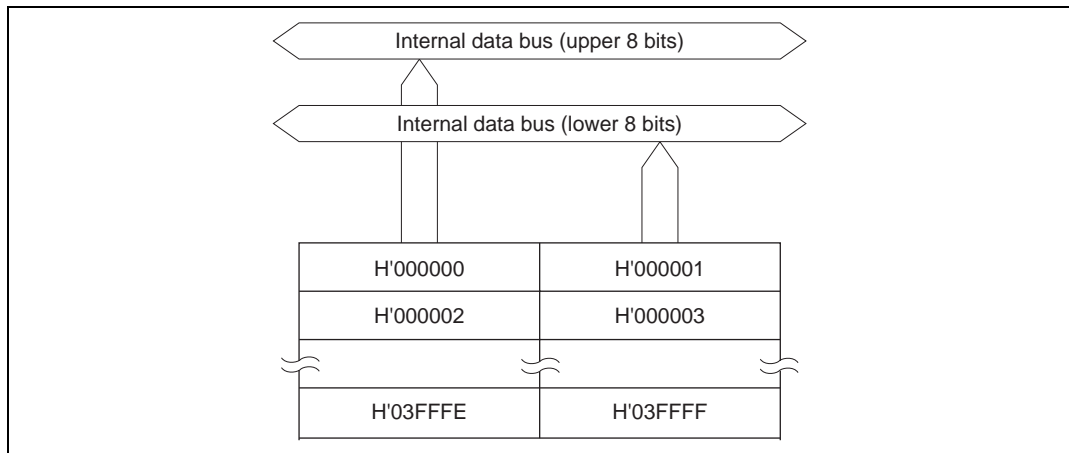 Internal data bus (upper 8 bits)
Internal data bus (lower 8 bits)
H'000000 H'000001
H'000002 H'000003
H'03FFFE H'03FFFF